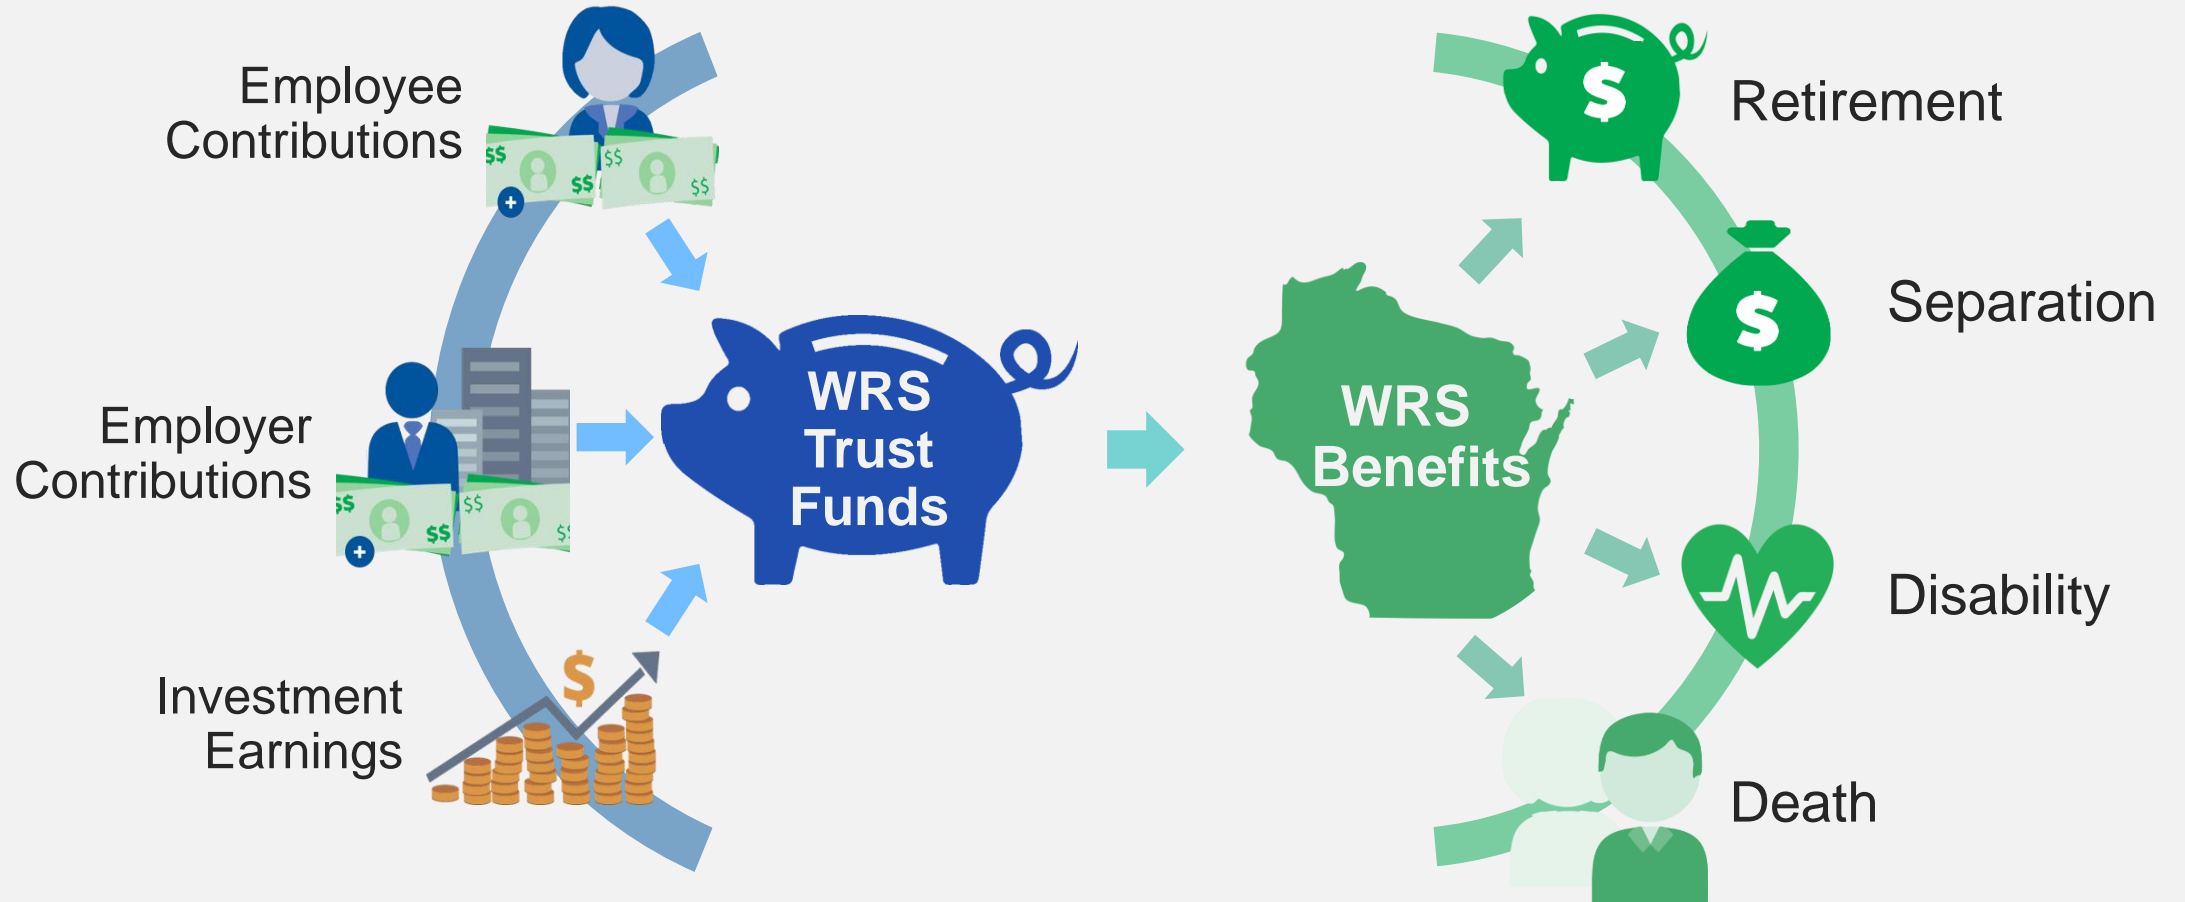 Employee
Contributions
$$
$$
$$
$$
Employer
Contributions
$$
$$
$$
Investment
Earnings
$
WRS
Trust
Funds
WRS
Benefits
$
Retirement
$
Separation
Disability
Death